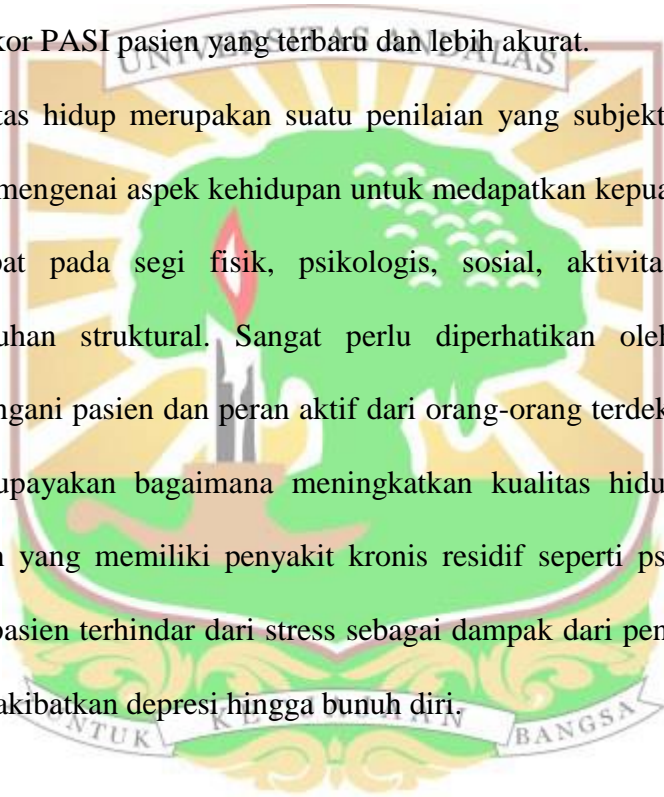 kor PASI pasien yang terbaru dan lebih akurat.
UNIVERSITAS ANDALAS
tas hidup merupakan suatu penilaian yang subjekt
mengenai aspek kehidupan untuk medapatkan kepua
pat pada segi fisik, psikologis, sosial, aktivita
uhan struktural. Sangat perlu diperhatikan oleh
ngani pasien dan peran aktif dari orang-orang terdek
upayakan bagaimana meningkatkan kualitas hidu
n yang memiliki penyakit kronis residif seperti ps
pasien terhindar dari stress sebagai dampak dari pen
akibatkan depresi hingga bunuh diri.
UNTUK KEDJAJAAN BANGSA